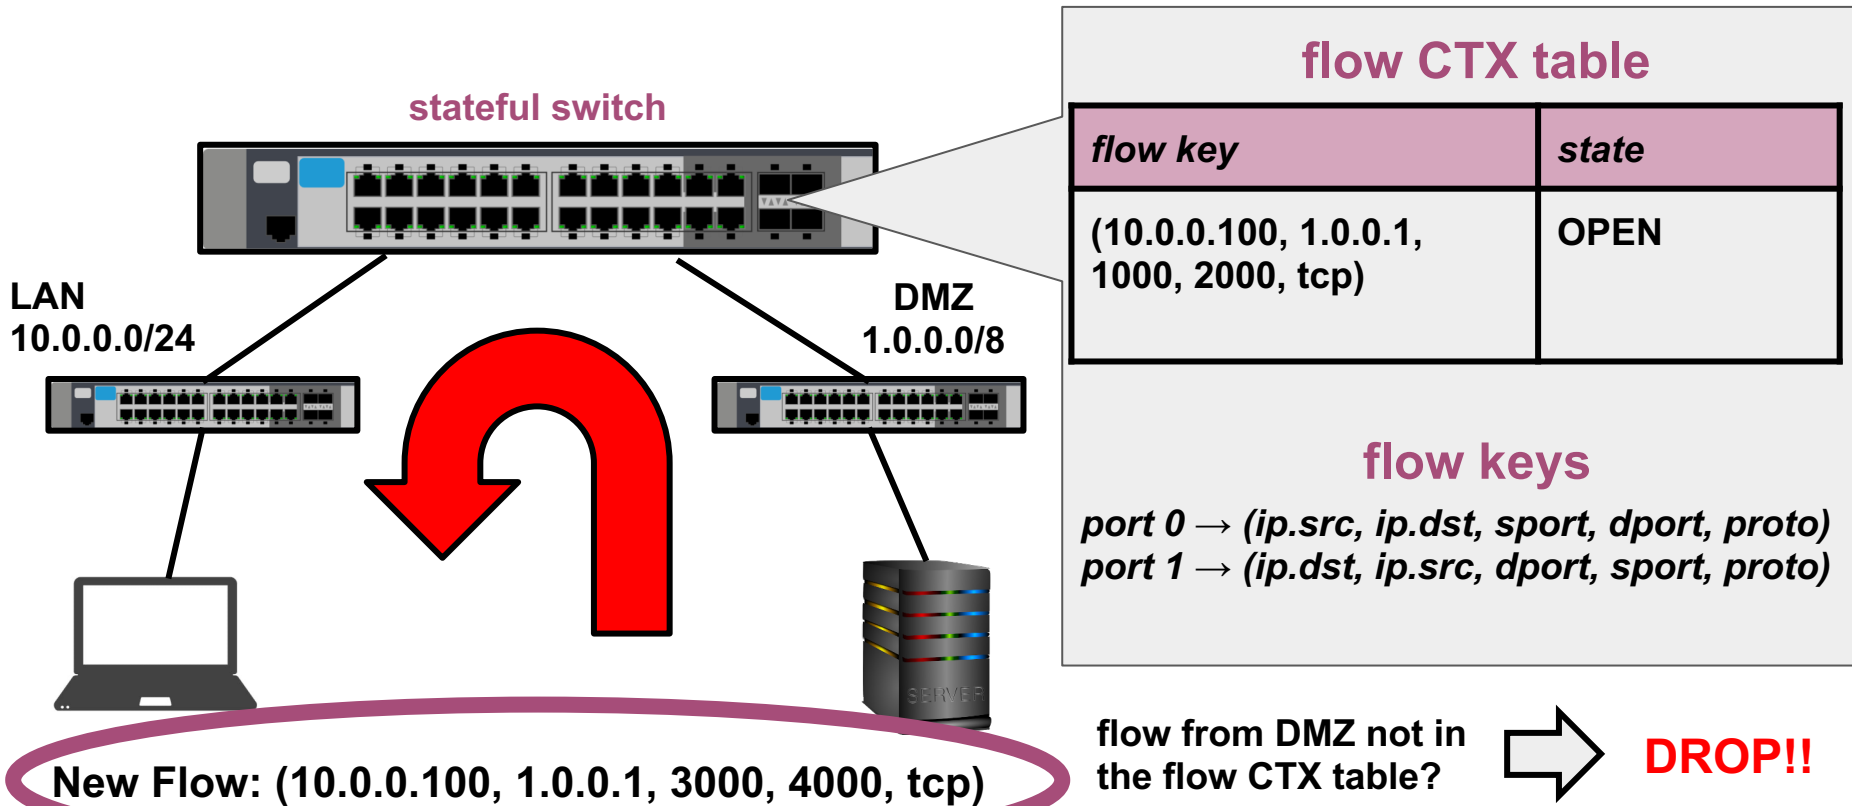 stateful switch
LAN
10.0.0.0/24
DMZ
1.0.0.0/8
SERVER
New Flow: (10.0.0.100, 1.0.0.1, 3000, 4000, tcp)
flow CTX table
flow key
state
(10.0.0.100, 1.0.0.1,
1000, 2000, tcp)
OPEN
flow keys
port 0 → (ip.src, ip.dst, sport, dport, proto)
port 1 → (ip.dst, ip.src, dport, sport, proto)
flow from DMZ not in
the flow CTX table?
DROP!!